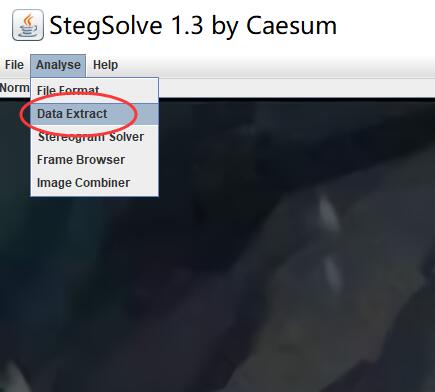 StegSolve 1.3 by Caesum
File Analyse Help
Norm
File Format
Data Extract
Stereogram Solver
Frame Browser
Image Combiner